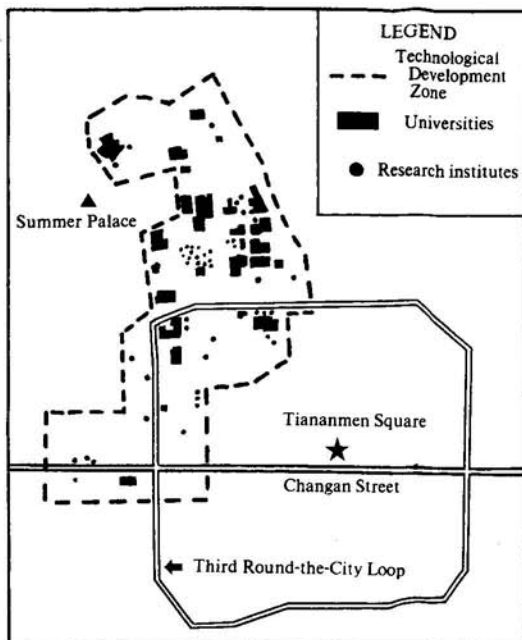 LEGEND
Technological
Development
Zone
Universities
Research institutes
Summer Palace
Tiananmen Square
Changan Street
Third Round-the-City Loop